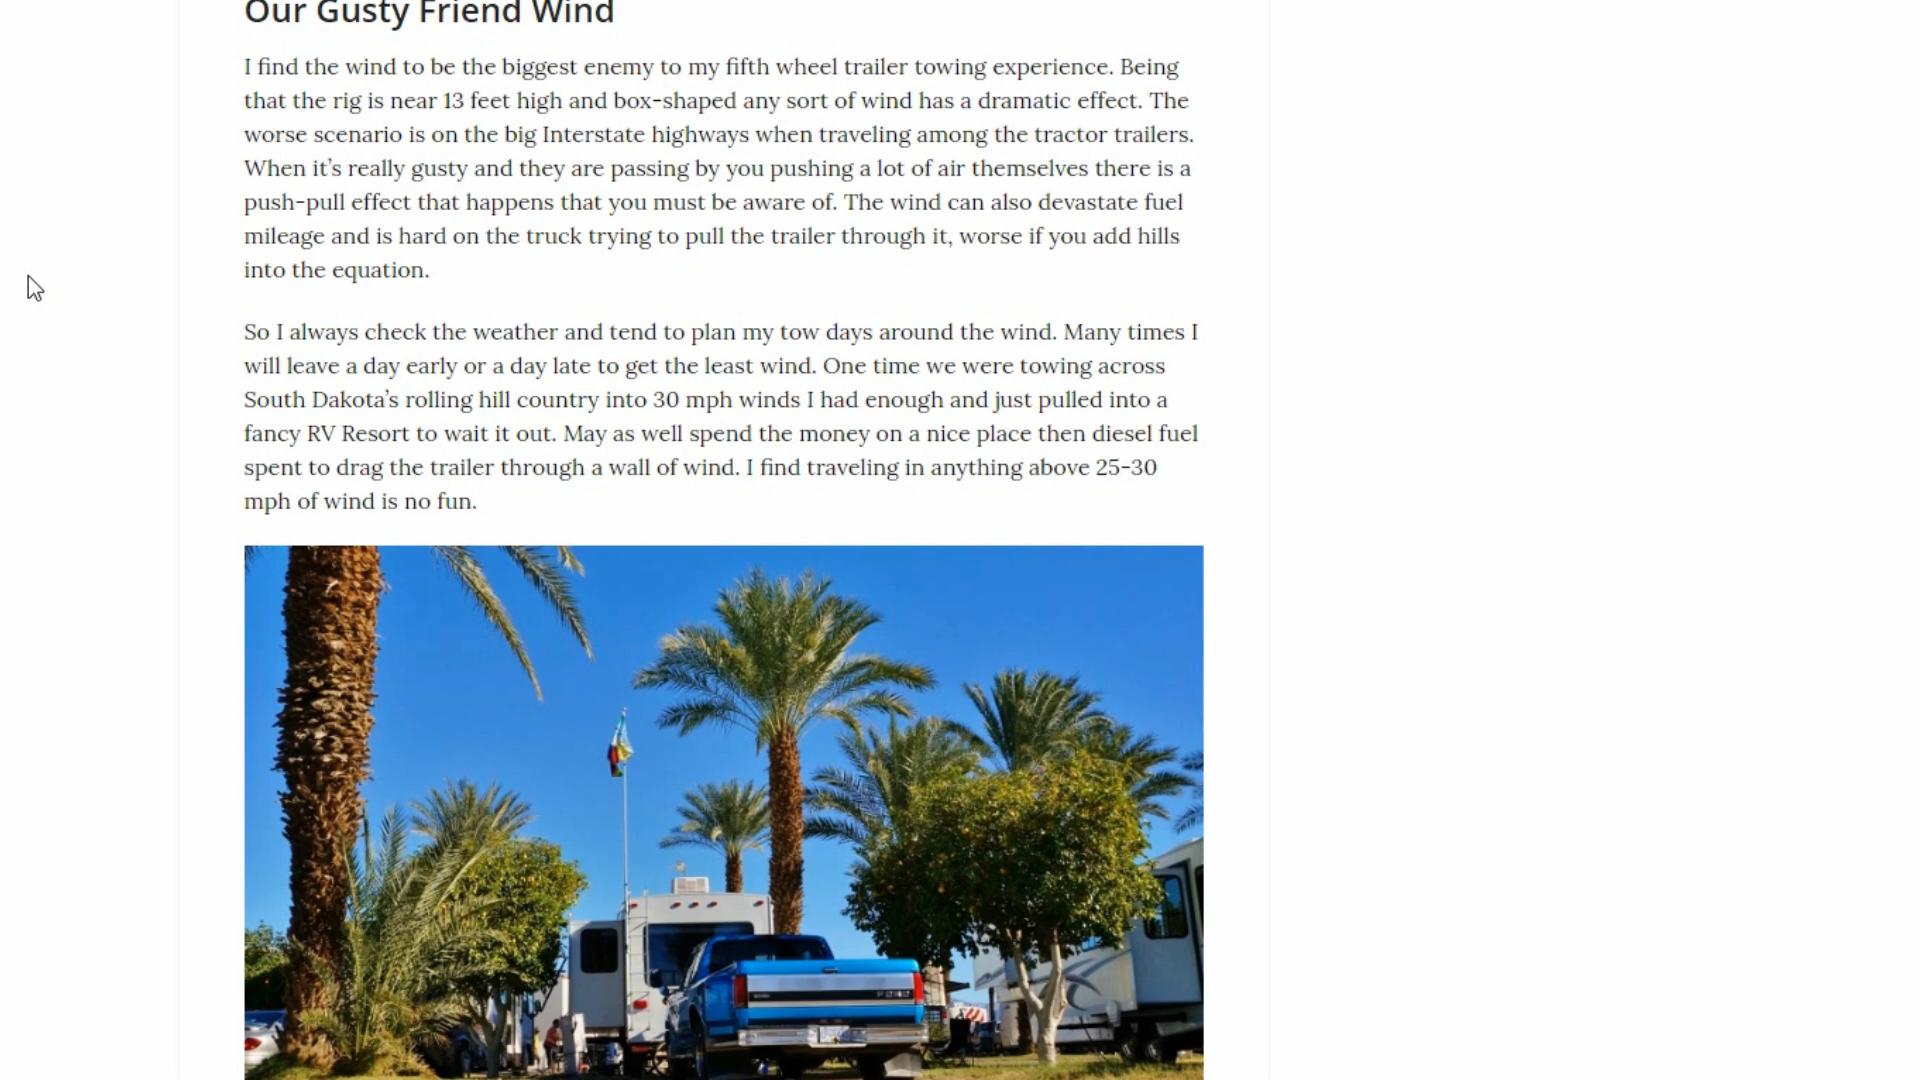 Our Gusty Friend Wind
I find the wind to be the biggest enemy to my fifth wheel trailer towing experience. Being
that the rig is near 13 feet high and box-shaped any sort of wind has a dramatic effect. The
worse scenario is on the big Interstate highways when traveling among the tractor trailers.
When it’s really gusty and they are passing by you pushing a lot of air themselves there is a
push-pull effect that happens that you must be aware of. The wind can also devastate fuel
mileage and is hard on the truck trying to pull the trailer through it, worse if you add hills
into the equation.
So I always check the weather and tend to plan my tow days around the wind. Many times I
will leave a day early or a day late to get the least wind. One time we were towing across
South Dakota’s rolling hill country into 30 mph winds I had enough and just pulled into a
fancy RV Resort to wait it out. May as well spend the money on a nice place then diesel fuel
spent to drag the trailer through a wall of wind. I find traveling in anything above 25-30
mph of wind is no fun.
FORD